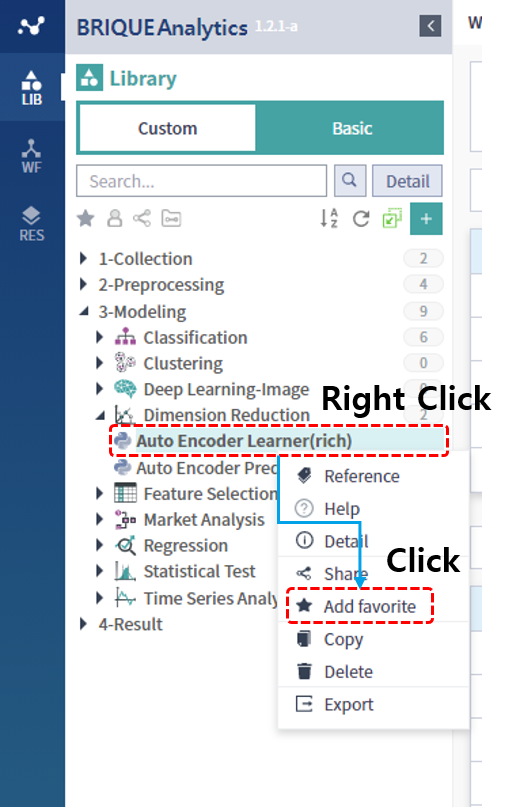 BRIQUE Analytics 1.2.1-a
W
LIB
WF
RES
Library
Custom
Basic
Search...
Detail
1-Collection 2
2-Preprocessing 4
3-Modeling 9
Classification 6
Clustering 0
Deep Learning-Image
Dimension Reduction 2
Right Click
Auto Encoder Learner(rich)
Auto Encoder Prec
Feature Selection
Market Analysis
Regression
Statistical Test
Time Series Analy
4-Result
Reference
Help
Detail
Share
Click
Add favorite
Copy
Delete
Export